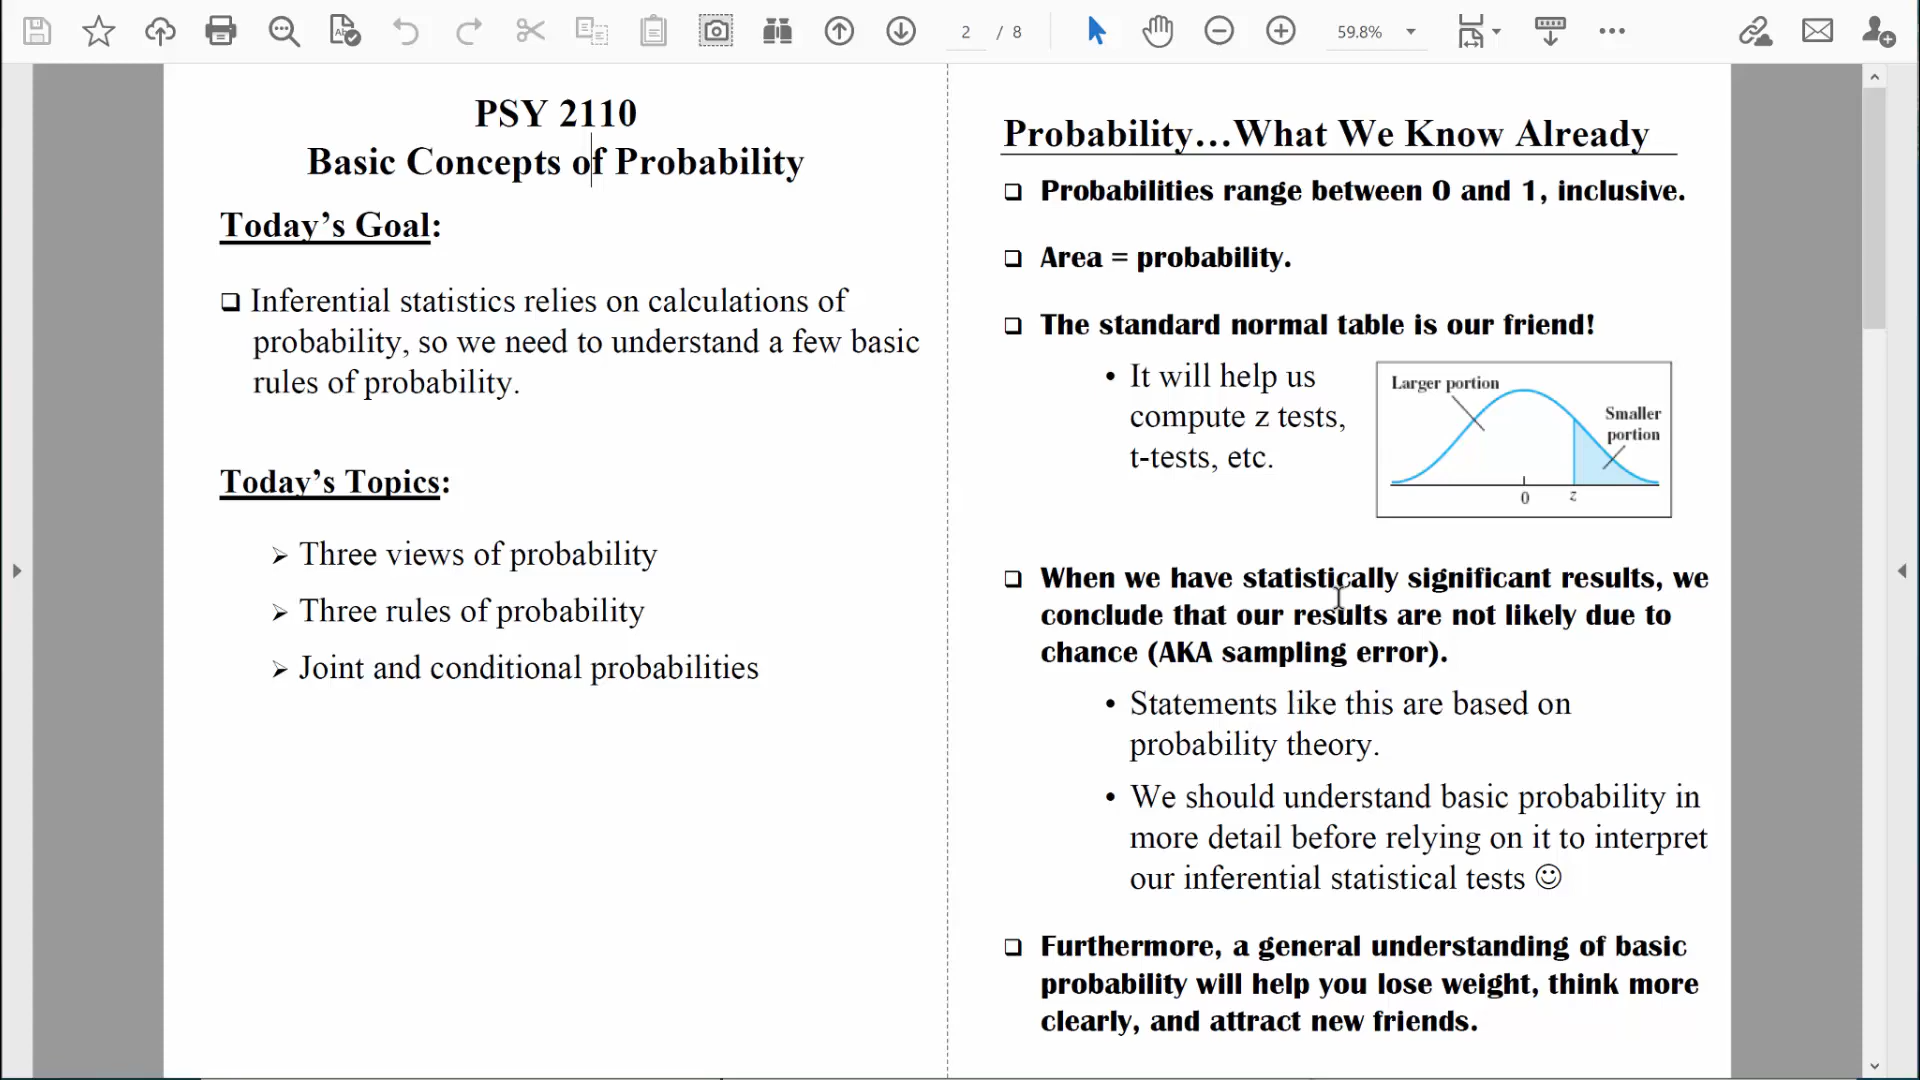 2 / 8
59.8%
PSY 2110
Basic Concepts of Probability
Today's Goal:
❑ Inferential statistics relies on calculations of
probability, so we need to understand a few basic
rules of probability.
Today's Topics:
➢ Three views of probability
➢ Three rules of probability
➢ Joint and conditional probabilities
Probability…What We Know Already
❑ Probabilities range between 0 and 1, inclusive.
❑ Area = probability.
❑ The standard normal table is our friend!
• It will help us
compute z tests,
t-tests, etc.
Larger portion
Smaller
portion
0
z
❑ When we have statistically significant results, we
conclude that our results are not likely due to
chance (AKA sampling error).
• Statements like this are based on
probability theory.
• We should understand basic probability in
more detail before relying on it to interpret
our inferential statistical tests ☺
❑ Furthermore, a general understanding of basic
probability will help you lose weight, think more
clearly, and attract new friends.